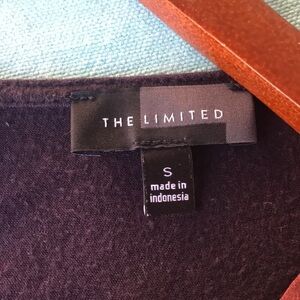 THE LIMITED
S
made in
indonesia